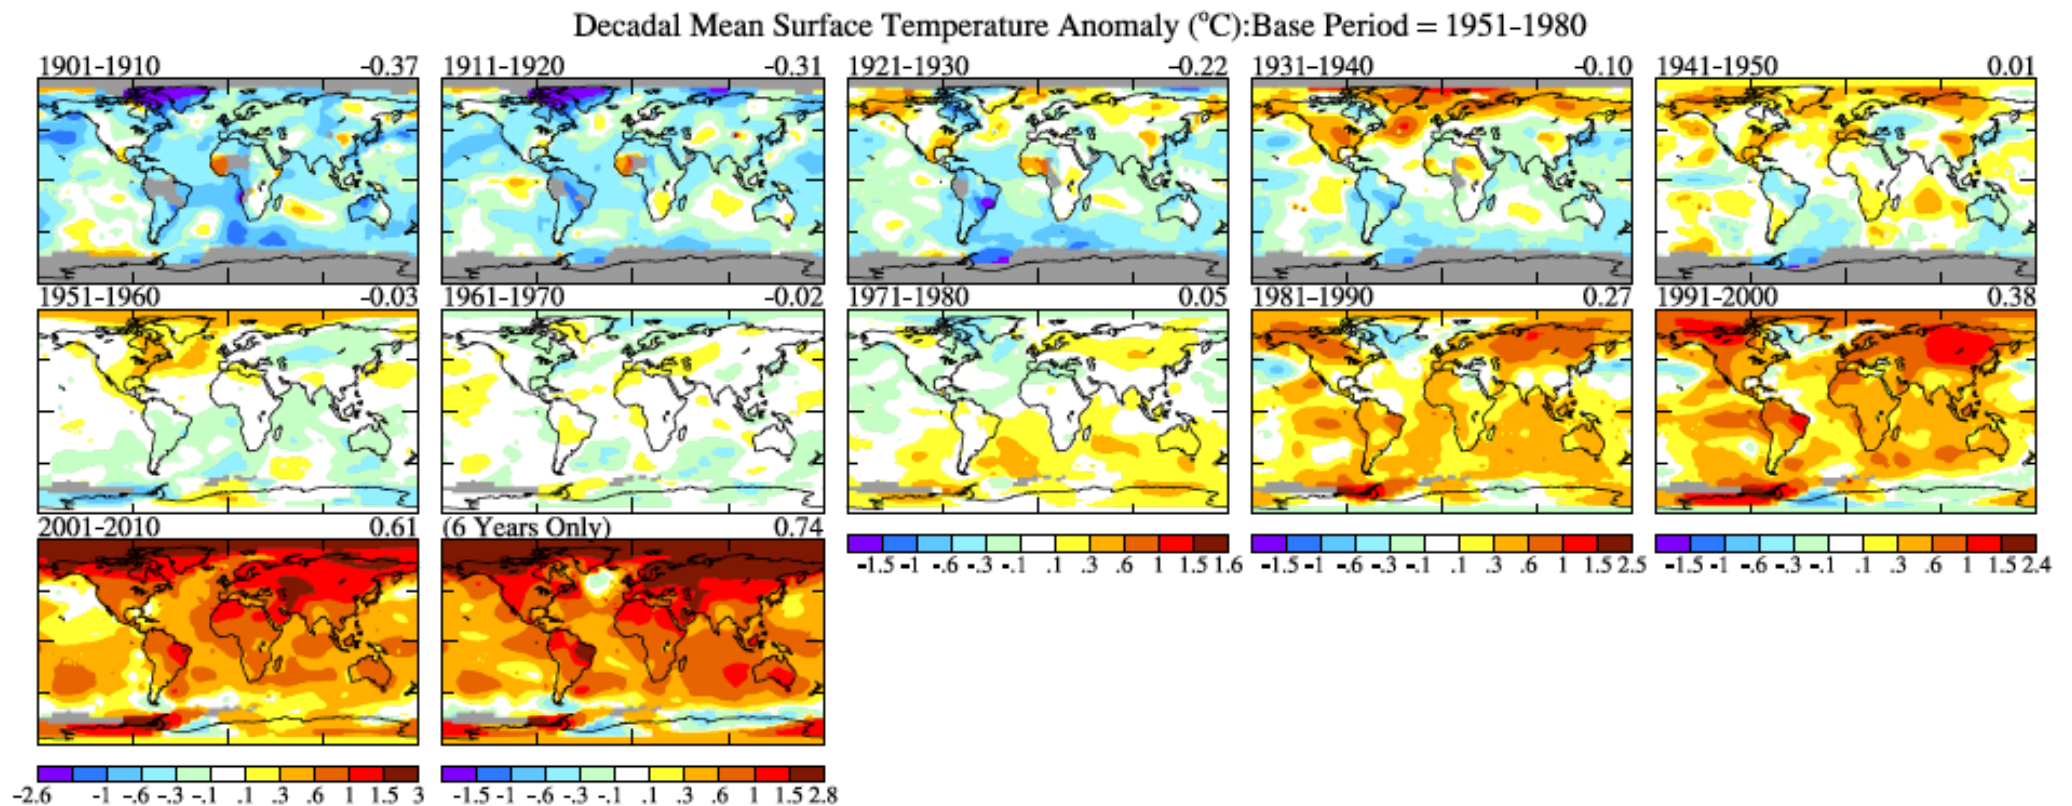 Decadal Mean Surface Temperature Anomaly (°C):Base Period = 1951-1980
1901-1910 -0.37 1911-1920 -0.31 1921-1930 -0.22 1931-1940 -0.10 1941-1950 0.01
1951-1960 -0.03 1961-1970 -0.02 1971-1980 0.05 1981-1990 0.27 1991-2000 0.38
2001-2010 0.61 (6 Years Only) 0.74
-1.5 -1 -.6 -.3 -.1 .1 .3 .6 1 1.5 1.6 -1.5 -1 -.6 -.3 -.1 .1 .3 .6 1 1.5 2.5 -1.5 -1 -.6 -.3 -.1 .1 .3 .6 1 1.5 2.4
-2.6 -1 -.6 -.3 -.1 .1 .3 .6 1 1.5 3 -1.5 -1 -.6 -.3 -.1 .1 .3 .6 1 1.5 2.8